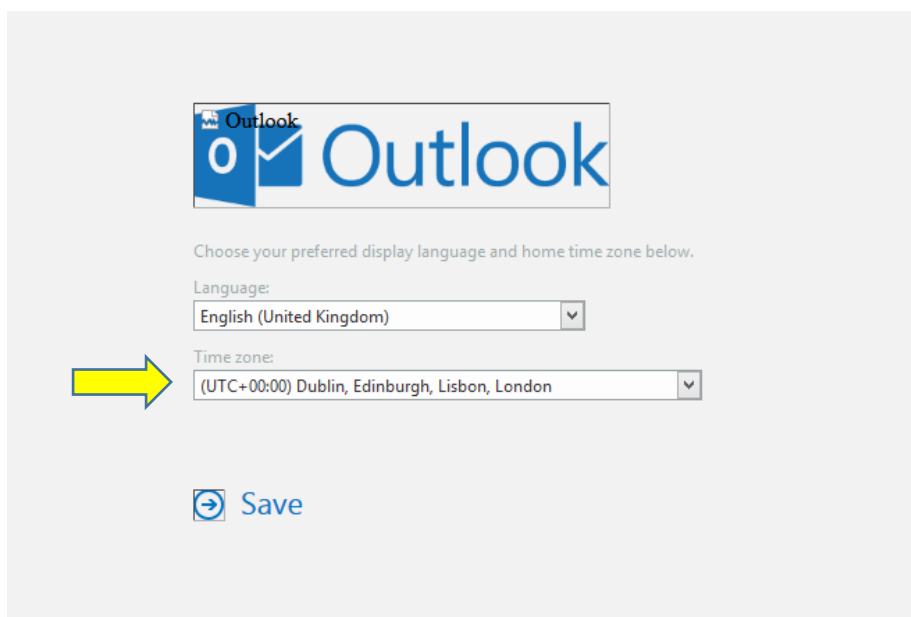 Outlook
Outlook
Choose your preferred display language and home time zone below.
Language:
English (United Kingdom)
Time zone:
(UTC+00:00) Dublin, Edinburgh, Lisbon, London
Save